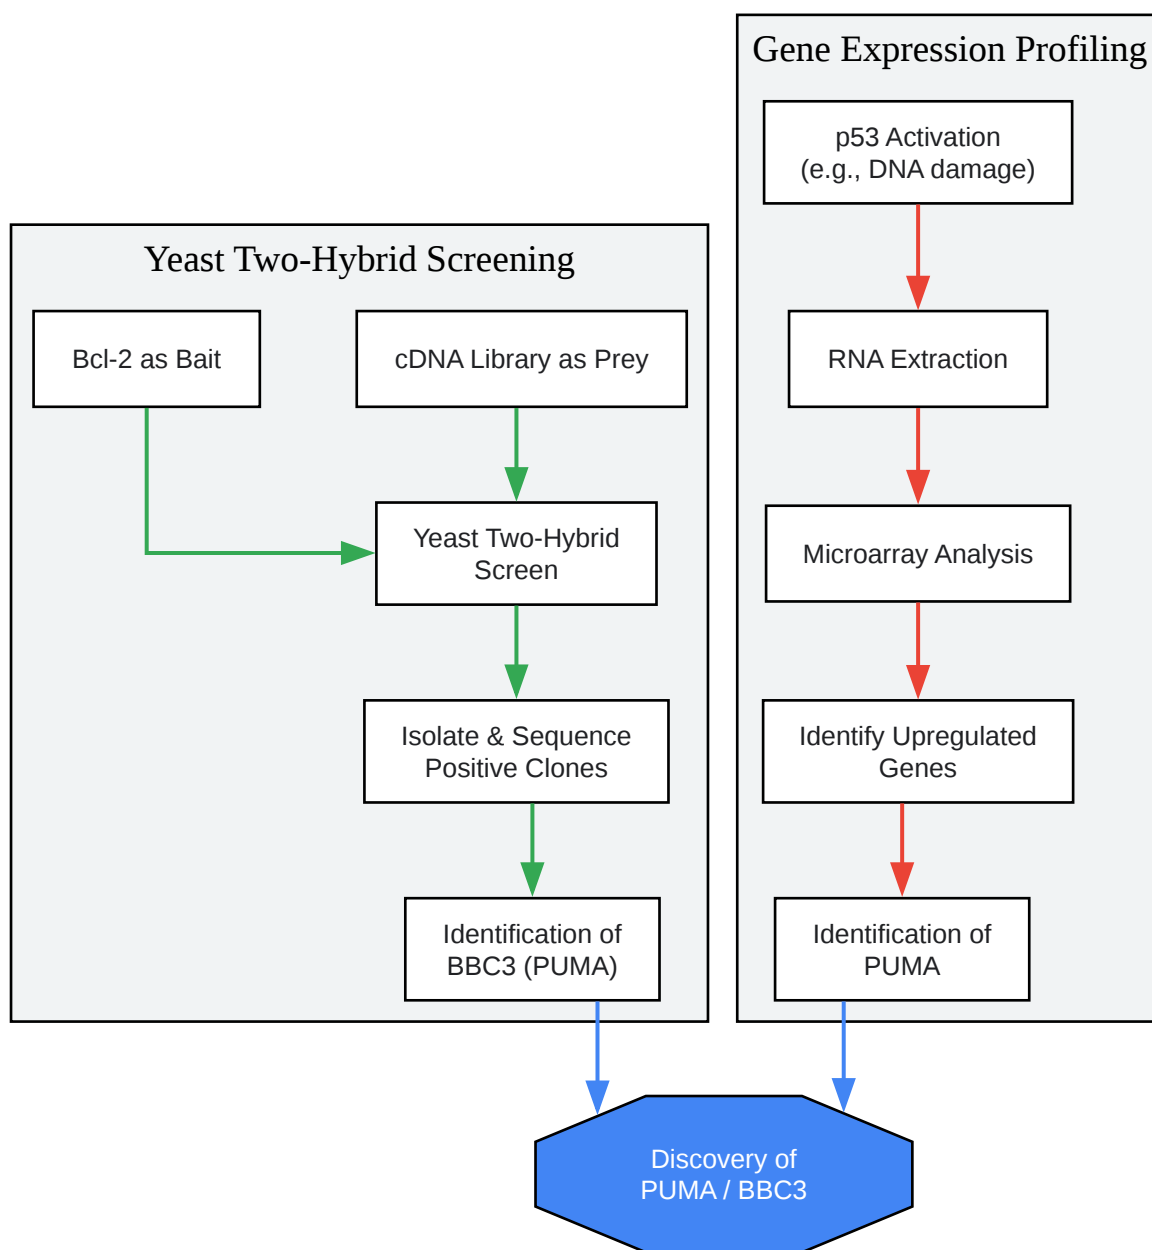 Yeast Two-Hybrid Screening
Bcl-2 as Bait
cDNA Library as Prey
Yeast Two-Hybrid
Screen
Isolate & Sequence
Positive Clones
Identification of
BBC3 (PUMA)
Gene Expression Profiling
p53 Activation
(e.g., DNA damage)
RNA Extraction
Microarray Analysis
Identify Upregulated
Genes
Identification of
PUMA
Discovery of
PUMA / BBC3